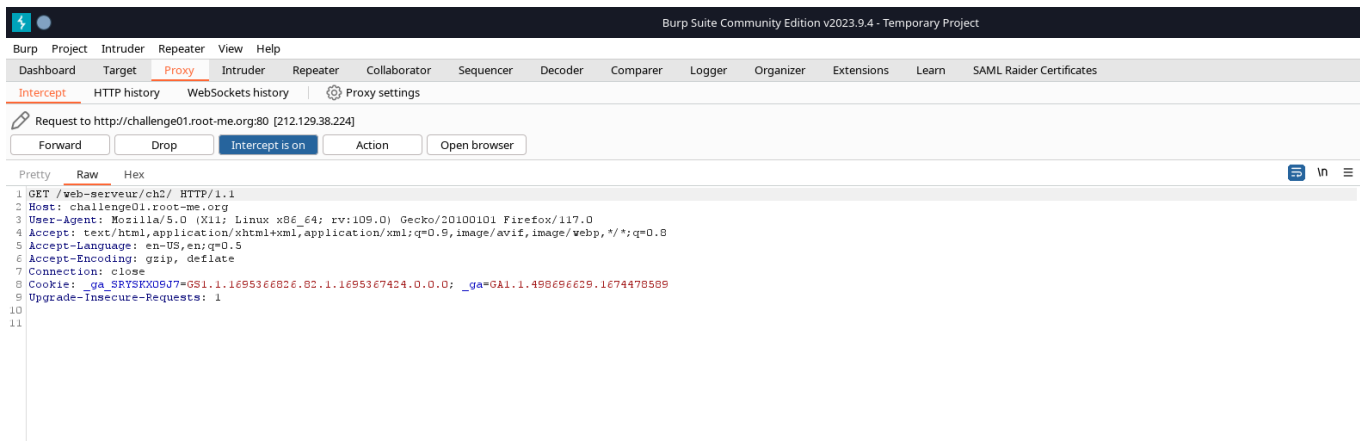 Burp Suite Community Edition v2023.9.4 - Temporary Project
Burp Project Intruder Repeater View Help
Dashboard Target Proxy Intruder Repeater Collaborator Sequencer Decoder Comparer Logger Organizer Extensions Learn SAML Raider Certificates
Intercept HTTP history WebSockets history Proxy settings
Request to http://challenge01.root-me.org:80 [212.129.38.224]
Forward Drop Intercept is on Action Open browser
Pretty Raw Hex \n
1 GET /web-serveur/ch2/ HTTP/1.1
2 Host: challenge01.root-me.org
3 User-Agent: Mozilla/5.0 (X11; Linux x86_64; rv:109.0) Gecko/20100101 Firefox/117.0
4 Accept: text/html,application/xhtml+xml,application/xml;q=0.9,image/avif,image/webp,*/*;q=0.8
5 Accept-Language: en-US,en;q=0.5
6 Accept-Encoding: gzip, deflate
7 Connection: close
8 Cookie: _ga_SRYSKX09J7=GS1.1.1695366826.82.1.1695367424.0.0.0; _ga=GA1.1.498696629.1674478589
9 Upgrade-Insecure-Requests: 1
10
11